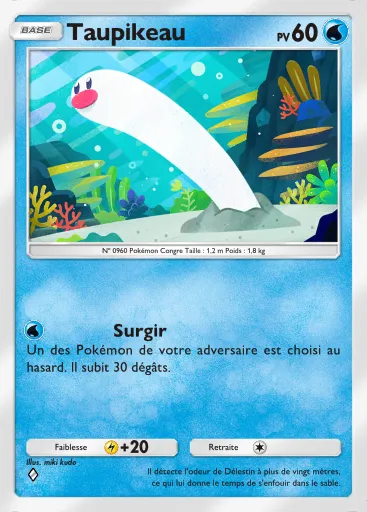 BASE Taupikeau PV 60
N° 0960 Pokémon Congre Taille : 1,2 m Poids : 1,8 kg
Surgir
Un des Pokémon de votre adversaire est choisi au
hasard. Il subit 30 dégâts.
Faiblesse +20 Retraite
Illus. miki kudo
Il détecte l'odeur de Délestin à plus de vingt mètres,
ce qui lui donne le temps de s'enfouir dans le sable.